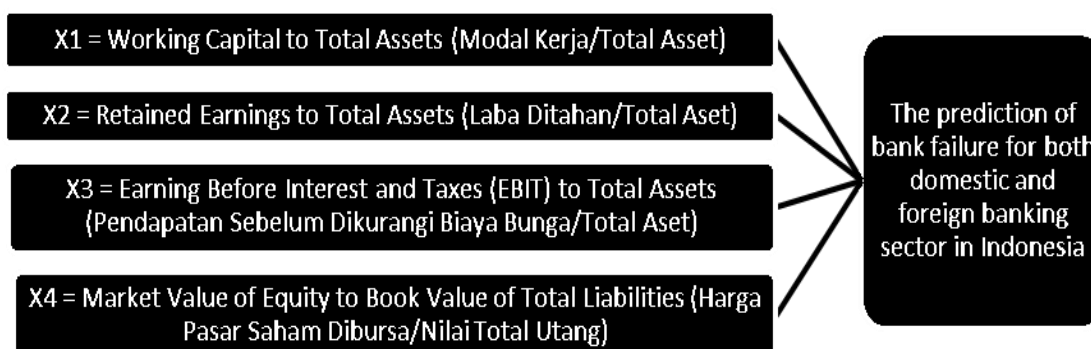 X1 = Working Capital to Total Assets (Modal Kerja/Total Asset)
X2 = Retained Earnings to Total Assets (Laba Ditahan/Total Aset)
X3 = Earning Before Interest and Taxes (EBIT) to Total Assets
(Pendapatan Sebelum Dikurangi Biaya Bunga/Total Aset)
X4 = Market Value of Equity to Book Value of Total Liabilities (Harga
Pasar Saham Dibursa/Nilai Total Utang)
The prediction of
bank failure for both
domestic and
foreign banking
sector in Indonesia